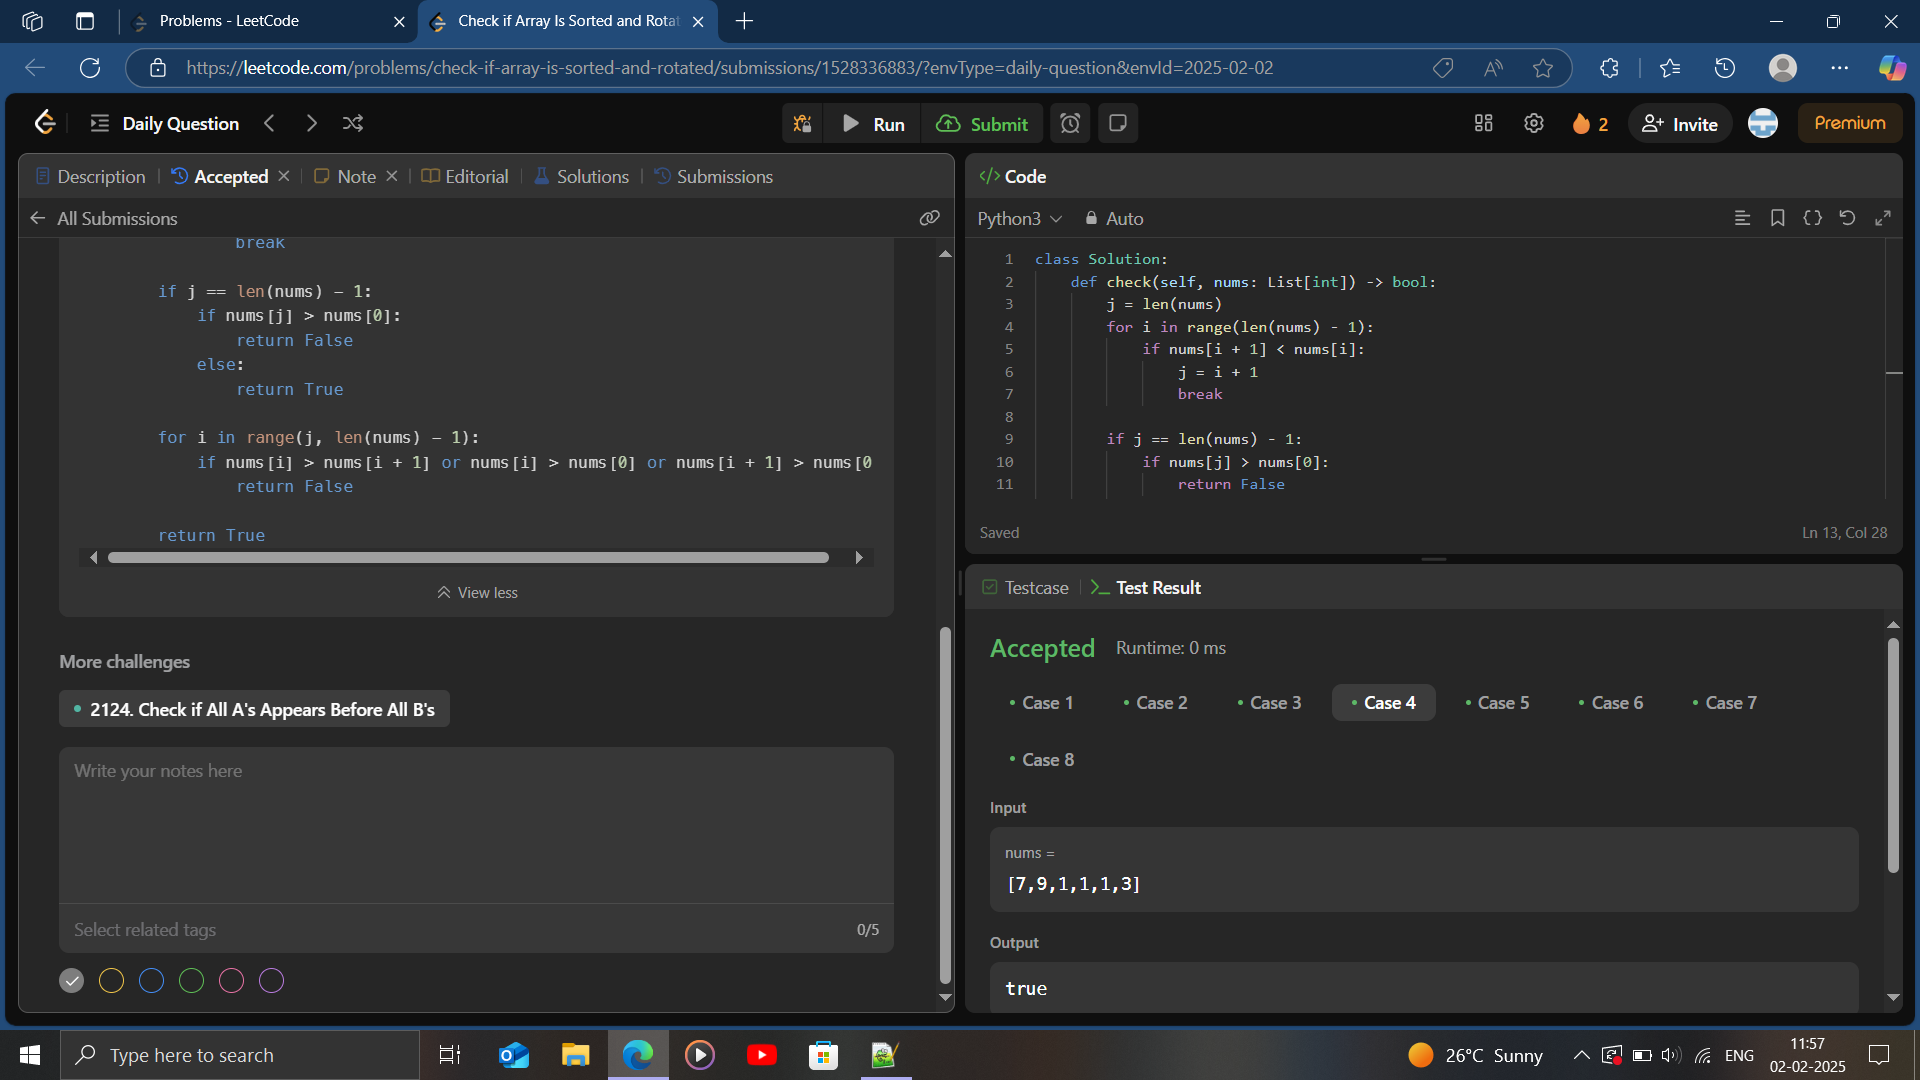 Problems - LeetCode
Check if Array Is Sorted and Rotat
https://leetcode.com/problems/check-if-array-is-sorted-and-rotated/submissions/1528336883/?envType=daily-question&envId=2025-02-02
Daily Question
Run
Submit
2
Invite
Premium
Description
Accepted
Note
Editorial
Solutions
Submissions
All Submissions
break
if j == len(nums) - 1:
if nums[j] > nums[0]:
return False
else:
return True
for i in range(j, len(nums) - 1):
if nums[i] > nums[i + 1] or nums[i] > nums[0] or nums[i + 1] > nums[0
return False
return True
View less
More challenges
2124. Check if All A's Appears Before All B's
Write your notes here
Select related tags
0/5
</> Code
Python3
Auto
1 class Solution:
2 def check(self, nums: List[int]) -> bool:
3 j = len(nums)
4 for i in range(len(nums) - 1):
5 if nums[i + 1] < nums[i]:
6 j = i + 1
7 break
8
9 if j == len(nums) - 1:
10 if nums[j] > nums[0]:
11 return False
Saved
Ln 13, Col 28
Testcase
Test Result
Accepted
Runtime: 0 ms
Case 1
Case 2
Case 3
Case 4
Case 5
Case 6
Case 7
Case 8
Input
nums =
[7,9,1,1,1,3]
Output
true
Type here to search
26°C Sunny
ENG
11:57
02-02-2025